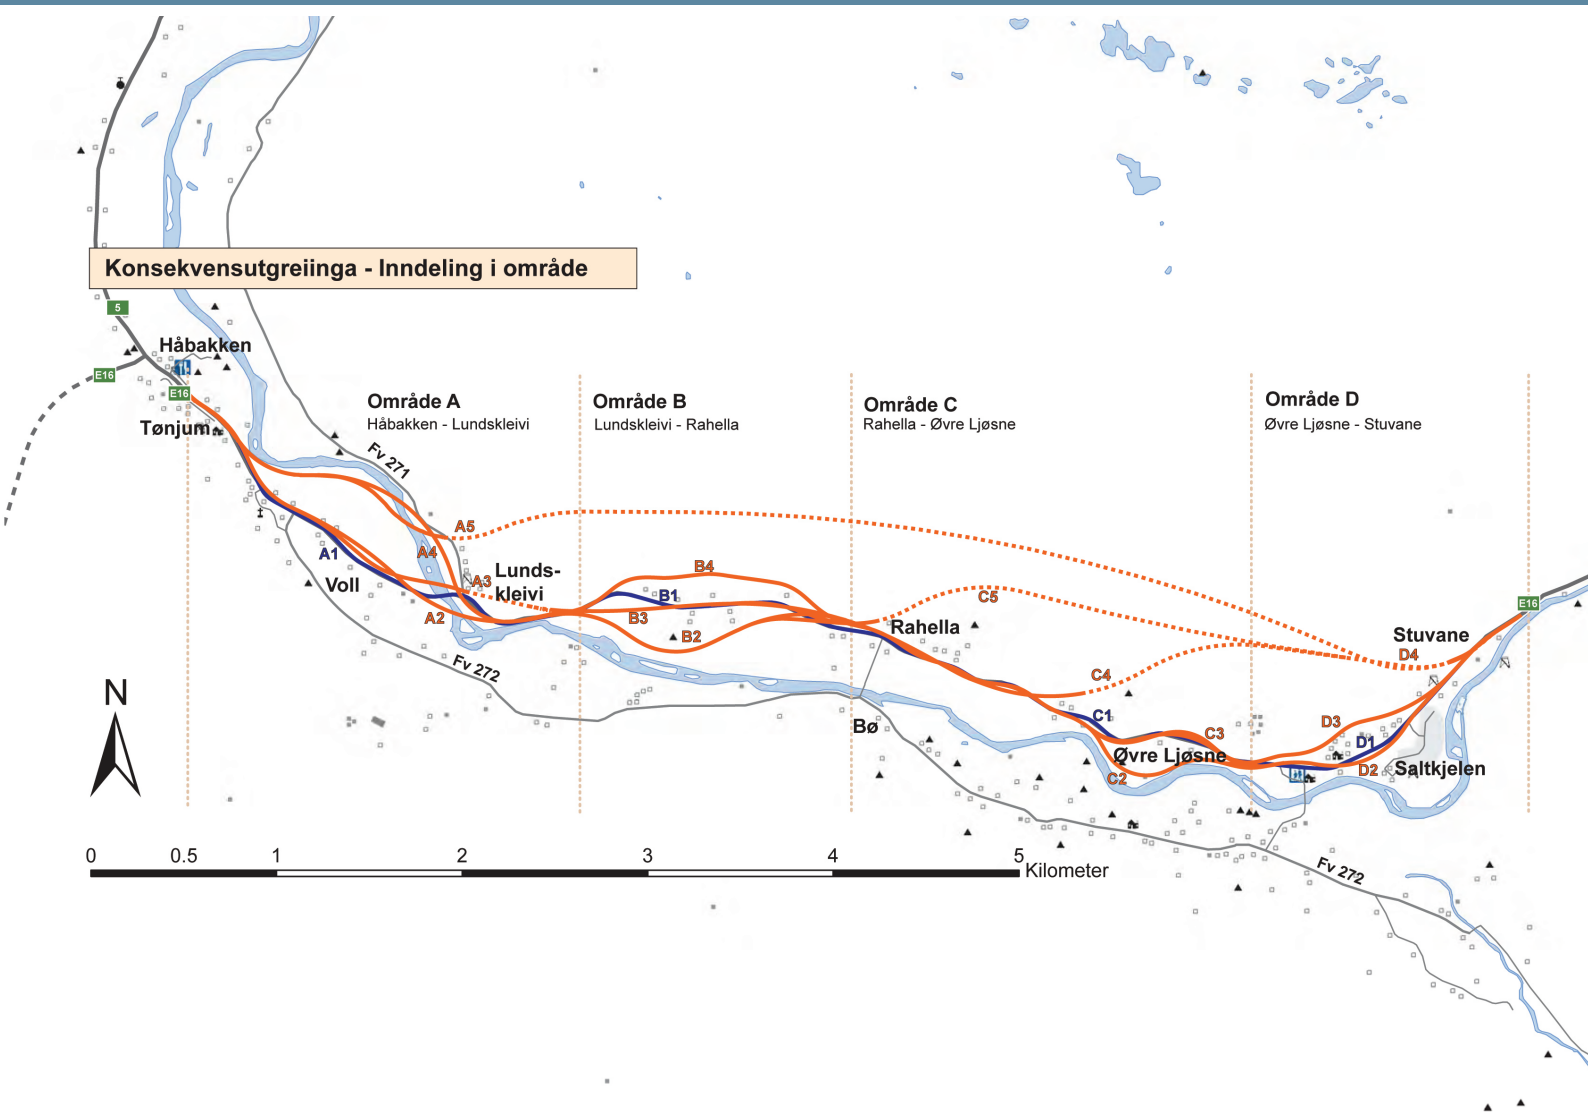 Konsekvensutgreiinga - Inndeling i område
5
Håbakken
E16
E16
Tønjum
Område A
Håbakken - Lundskleivi
Område B
Lundskleivi - Rahella
Område C
Rahella - Øvre Ljøsne
Område D
Øvre Ljøsne - Stuvane
Fv 271
A5
A4
A1
A3
Lunds-
kleivi
Voll
A2
B4
B1
B3
B2
C5
Rahella
E16
Stuvane
D4
Fv 272
C4
N
C1
C3
D3
Bø
Øvre Ljøsne
C2
D1
D2
Saltkjelen
0
0.5
1
2
3
4
5
Kilometer
Fv 272